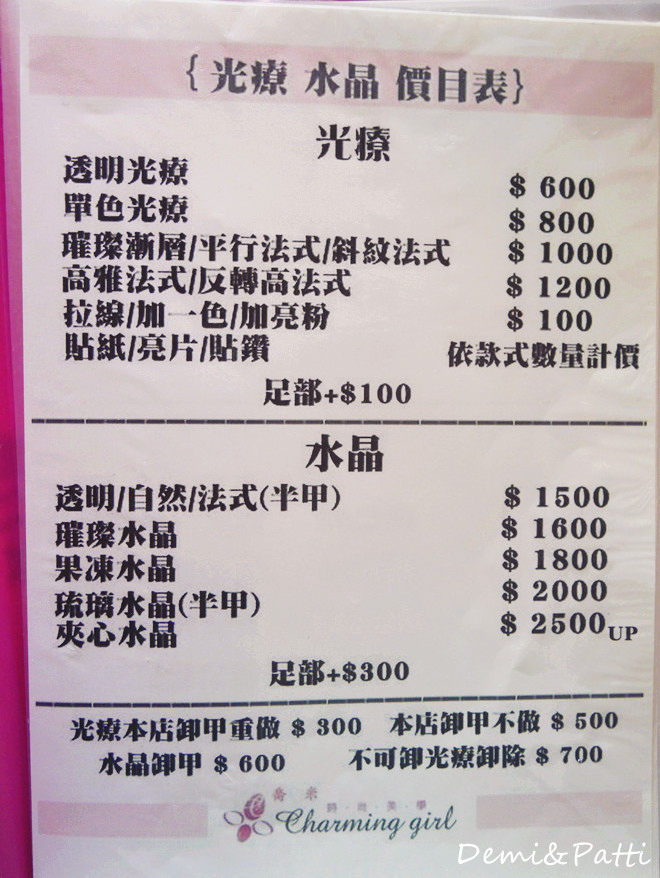 {光療 水晶 價目表}
光療
透明光療 $ 600
單色光療 $ 800
璀璨漸層/平行法式/斜紋法式 $ 1000
高雅法式/反轉高法式 $ 1200
拉線/加一色/加亮粉 $ 100
貼紙/亮片/貼鑽 依款式數量計價
足部+$100
水晶
透明/自然/法式(半甲) $ 1500
璀璨水晶 $ 1600
果凍水晶 $ 1800
琉璃水晶(半甲) $ 2000
夾心水晶 $ 2500UP
足部+$300
光療本店卸甲重做 $ 300 本店卸甲不做 $ 500
水晶卸甲 $ 600 不可卸光療卸除 $ 700
喬米
時.尚.美.學
Charming girl
Demi&Patti